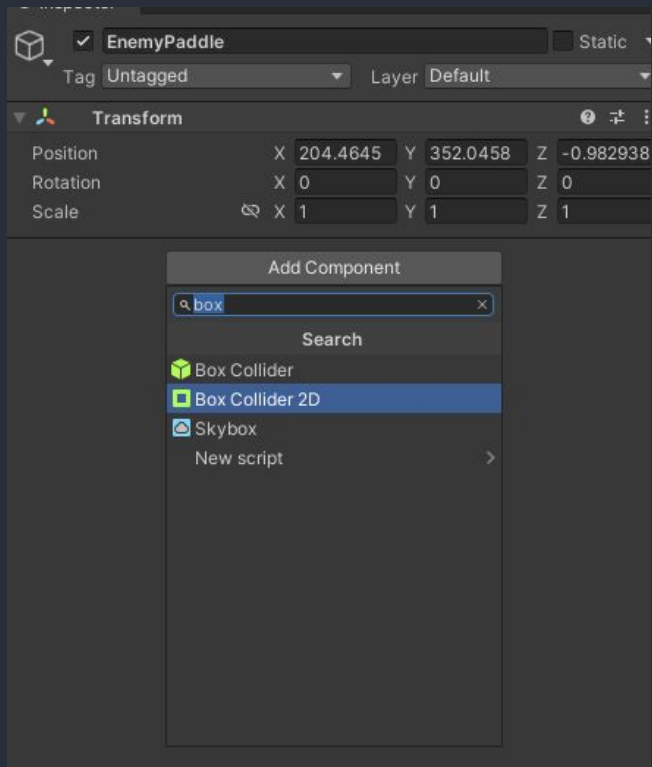 Inspector
EnemyPaddle Static
Tag Untagged Layer Default
Transform
Position X 204.4645 Y 352.0458 Z -0.982938
Rotation X 0 Y 0 Z 0
Scale X 1 Y 1 Z 1
Add Component
box
Search
Box Collider
Box Collider 2D
Skybox
New script